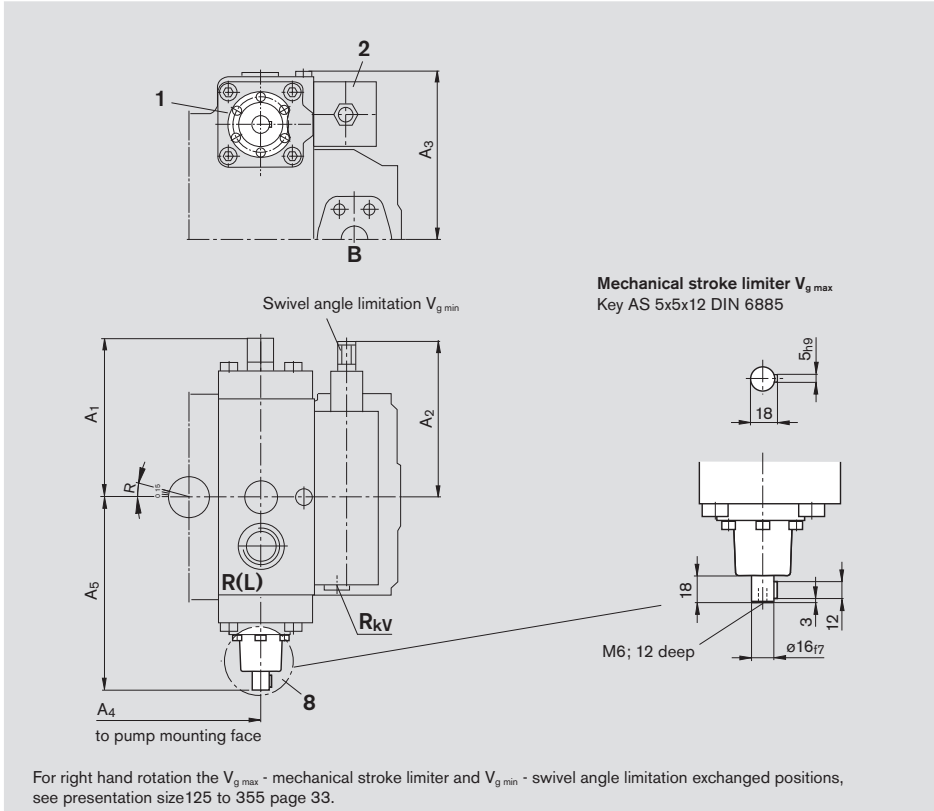 2
1
A3
B
Mechanical stroke limiter Vg max
Key AS 5x5x12 DIN 6885
Swivel angle limitation Vg min
5h9
18
A1
A2
R
0.15
A5
R(L)
RkV
18
3
12
M6; 12 deep
ø16f7
8
A4
to pump mounting face
For right hand rotation the Vg max - mechanical stroke limiter and Vg min - swivel angle limitation exchanged positions,
see presentation size125 to 355 page 33.